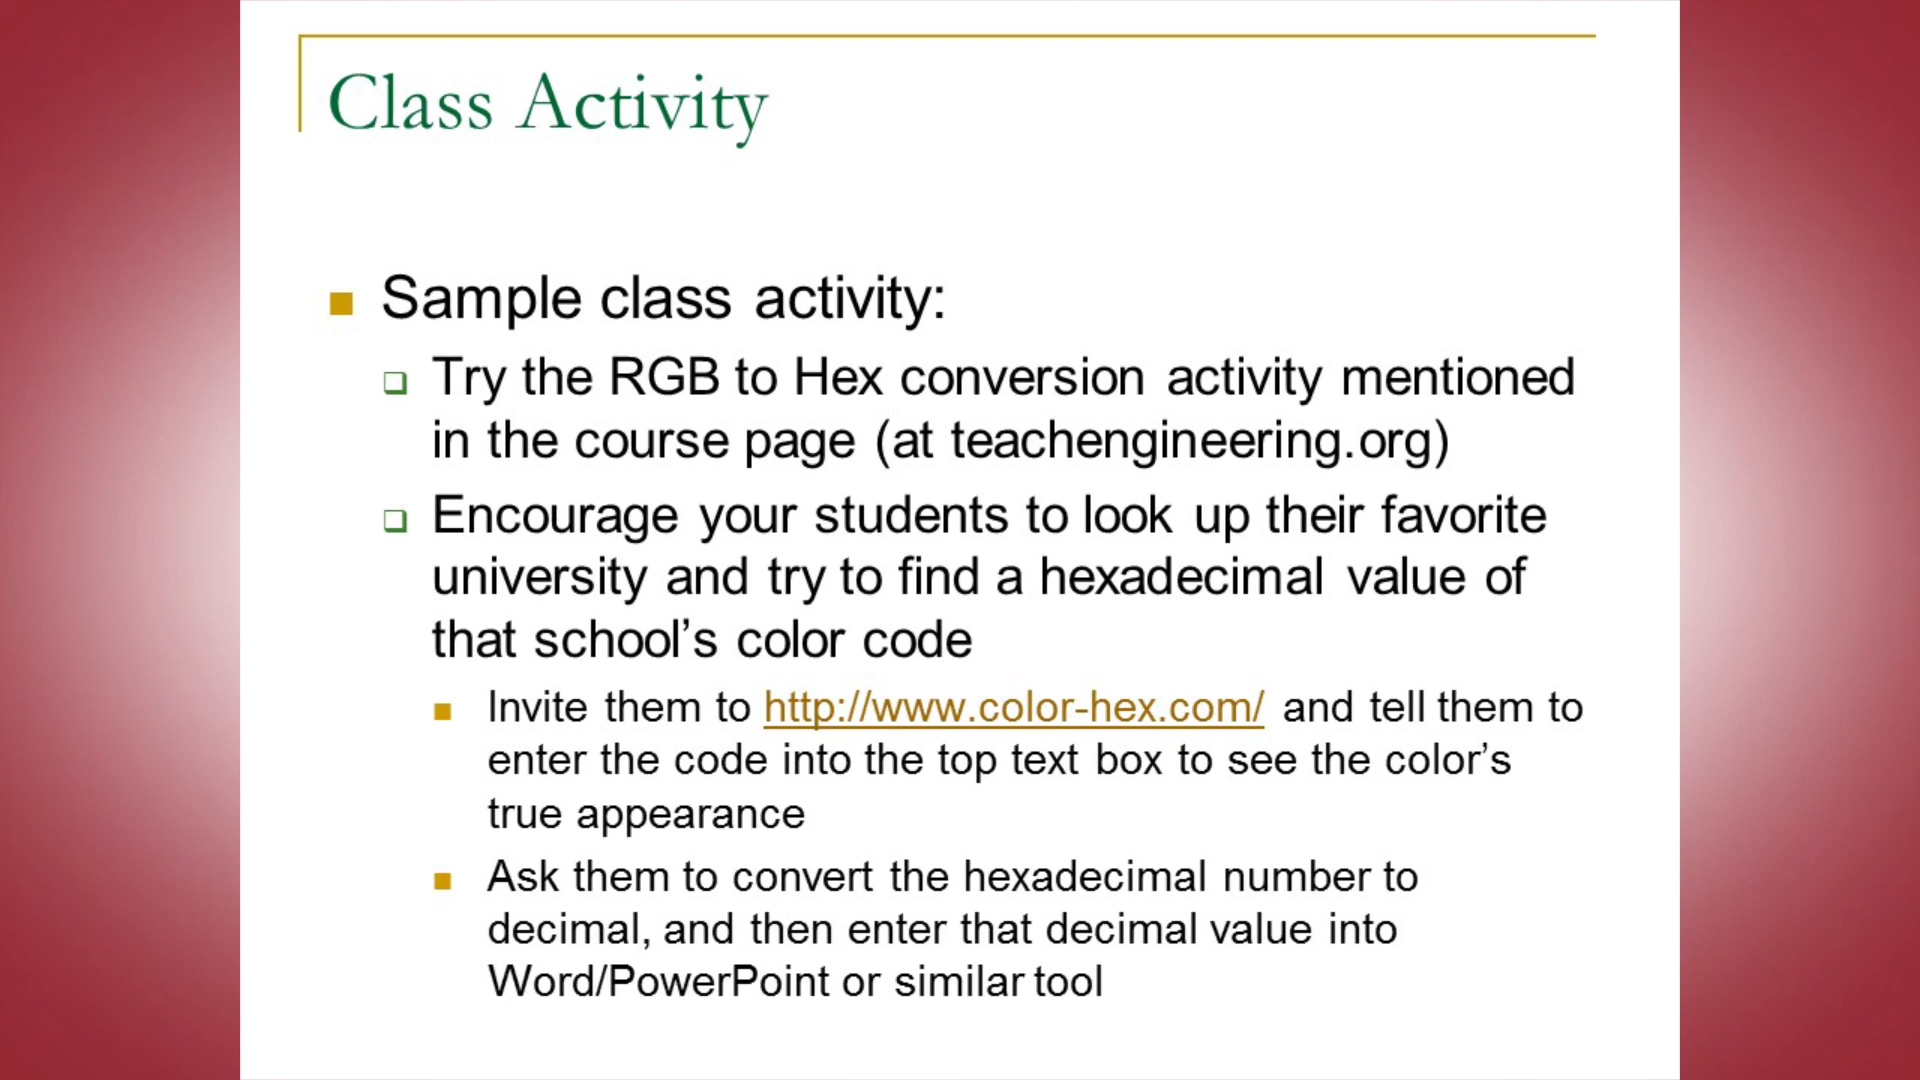 Class Activity
Sample class activity:
Try the RGB to Hex conversion activity mentioned
in the course page (at teachengineering.org)
Encourage your students to look up their favorite
university and try to find a hexadecimal value of
that school’s color code
Invite them to http://www.color-hex.com/ and tell them to
enter the code into the top text box to see the color’s
true appearance
Ask them to convert the hexadecimal number to
decimal, and then enter that decimal value into
Word/PowerPoint or similar tool